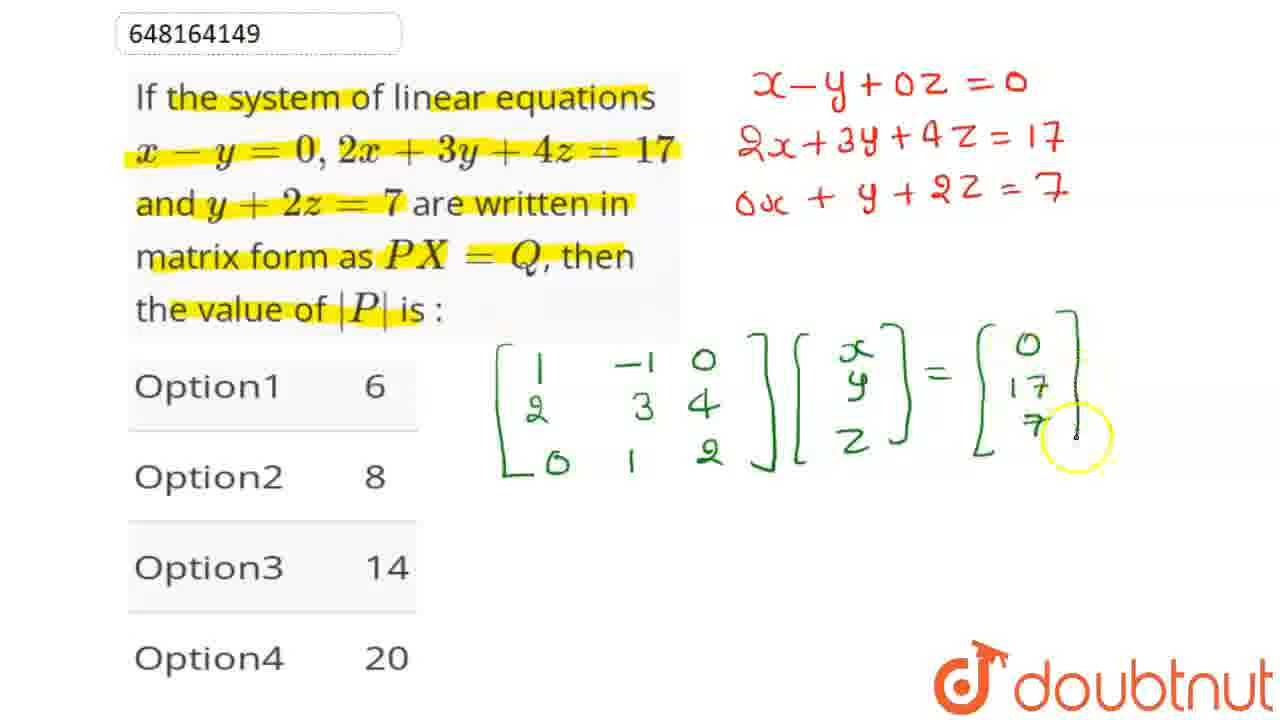 648164149
If the system of linear equations
x − y = 0, 2x + 3y + 4z = 17
and y + 2z = 7 are written in
matrix form as PX = Q, then
the value of |P| is :
Option1 6
Option2 8
Option3 14
Option4 20
x - y + 0z = 0
2x + 3y + 4z = 17
0x + y + 2z = 7
[1 -1 0] [x] = [0]
[2 3 4] [y] [17]
[0 1 2] [z] [7]
doubtnut